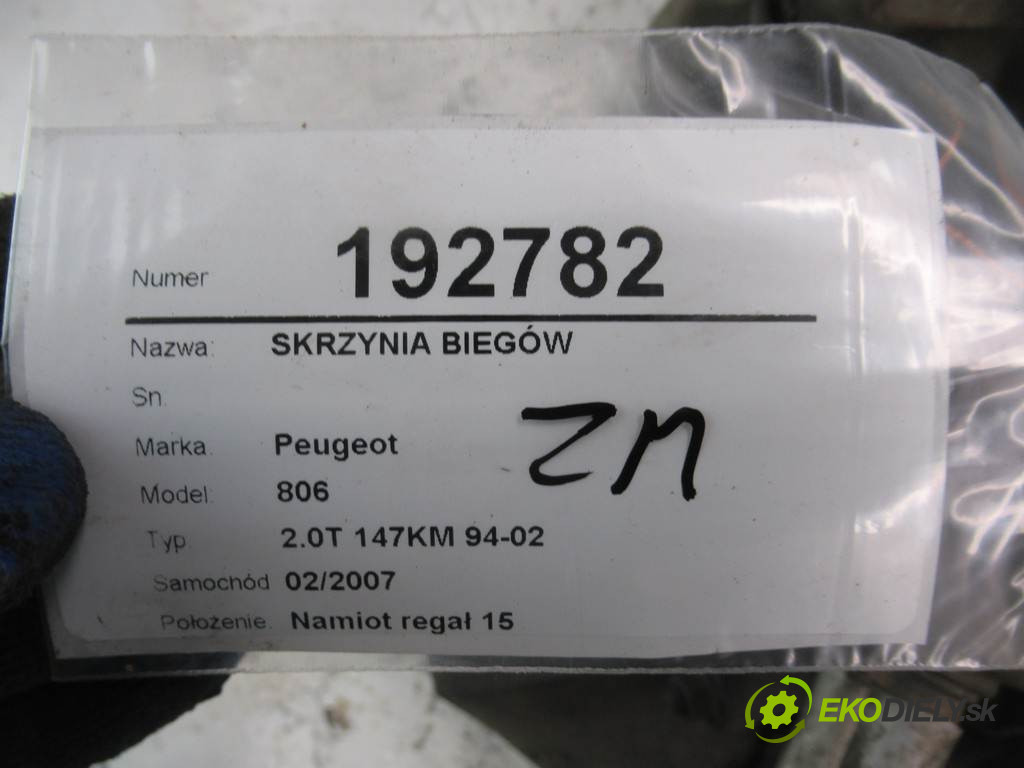 Numer 192782
Nazwa: SKRZYNIA BIEGÓW
Sn.
Marka. Peugeot
Model: 806
Typ 2.0T 147KM 94-02
Samochód 02/2007
Położenie. Namiot regał 15
ZM
EKODIELY.sk